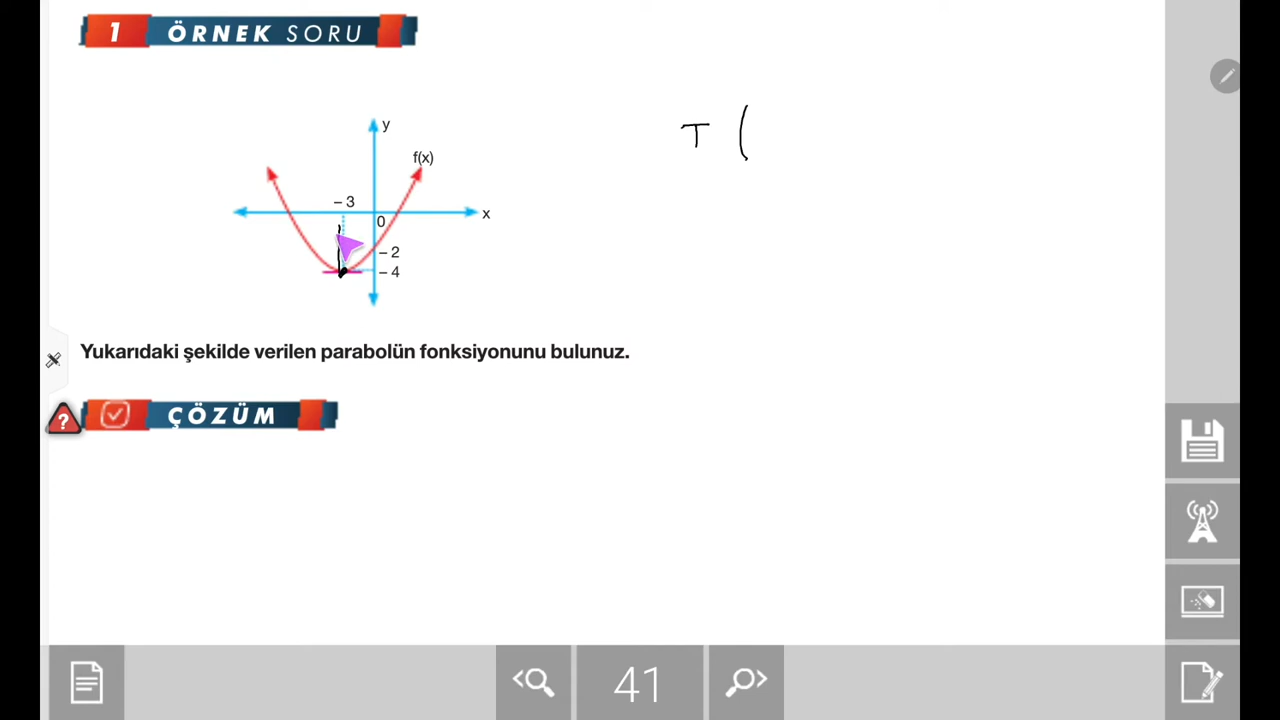 1 ÖRNEK SORU
T (
y
f(x)
– 3
0
x
– 2
– 4
Yukarıdaki şekilde verilen parabolün fonksiyonunu bulunuz.
? ÇÖZÜM
41